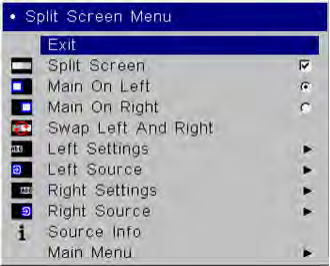 • Split Screen Menu
Exit
Split Screen
Main On Left
Main On Right
Swap Left And Right
Left Settings
Left Source
Right Settings
Right Source
i Source Info
Main Menu